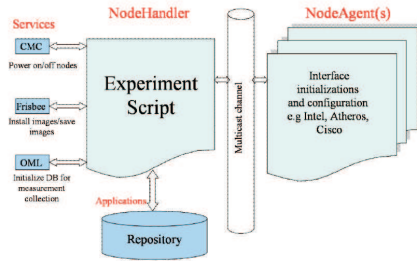 Services
NodeHandler
NodeAgent(s)
CMC
Power on/off nodes
Frisbee
Install images/save
images
OML
Initialize DB for
measurement
collection
Experiment
Script
Applications
Repository
Multicast channel
Interface
initializations
and configuration
e.g Intel, Atheros,
Cisco